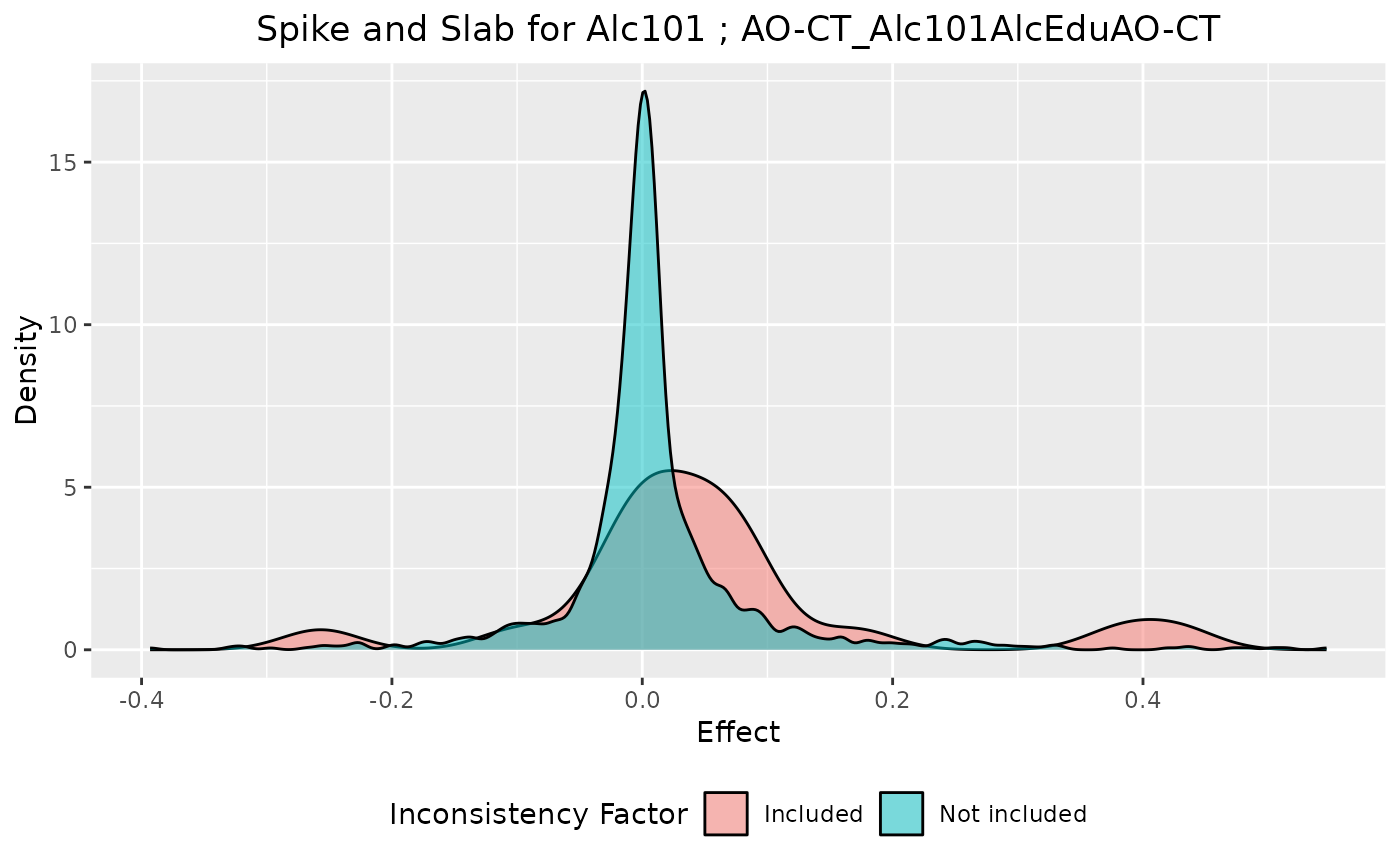 Spike and Slab for Alc101 ; AO-CT_Alc101AlcEduAO-CT
Density
15
10
5
0
-0.4
-0.2
0.0
0.2
0.4
Effect
Inconsistency Factor
Included
Not included